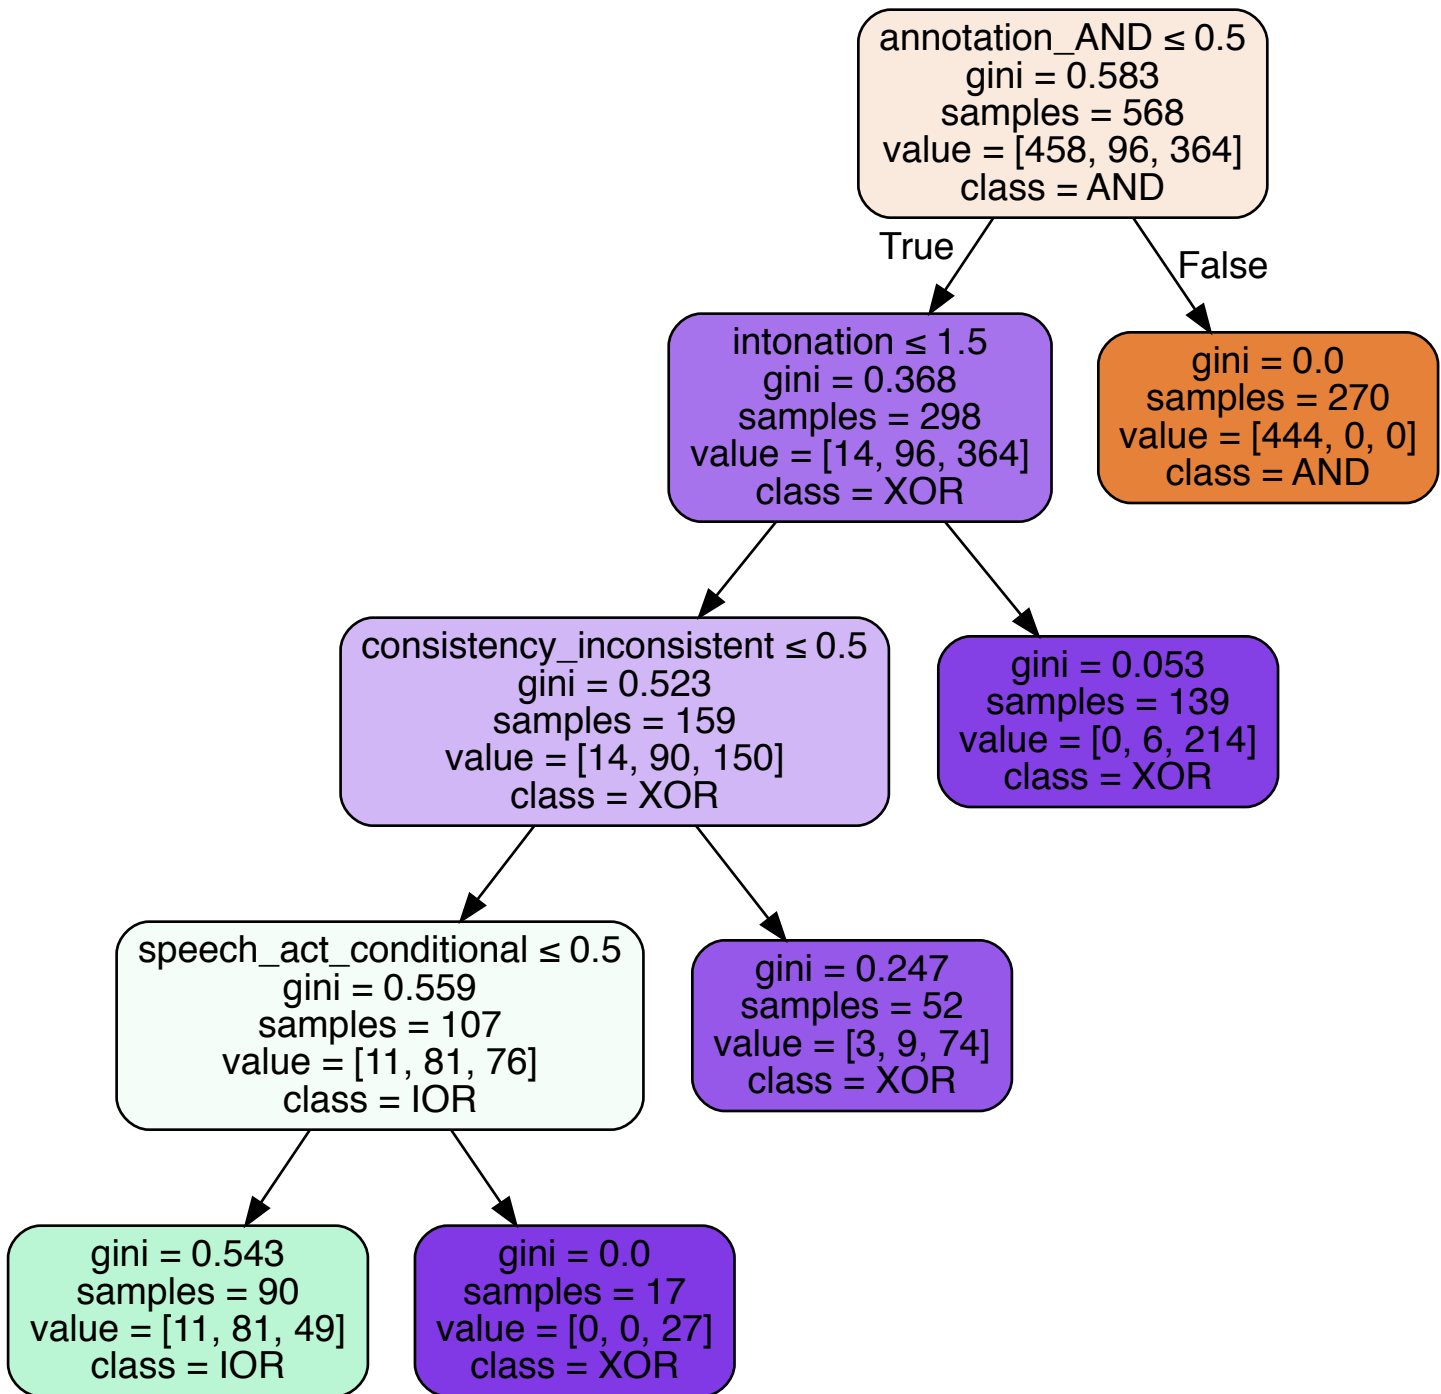 annotation_AND ≤ 0.5
gini = 0.583
samples = 568
value = [458, 96, 364]
class = AND
True
False
intonation ≤ 1.5
gini = 0.368
samples = 298
value = [14, 96, 364]
class = XOR
gini = 0.0
samples = 270
value = [444, 0, 0]
class = AND
consistency_inconsistent ≤ 0.5
gini = 0.523
samples = 159
value = [14, 90, 150]
class = XOR
gini = 0.053
samples = 139
value = [0, 6, 214]
class = XOR
speech_act_conditional ≤ 0.5
gini = 0.559
samples = 107
value = [11, 81, 76]
class = IOR
gini = 0.247
samples = 52
value = [3, 9, 74]
class = XOR
gini = 0.543
samples = 90
value = [11, 81, 49]
class = IOR
gini = 0.0
samples = 17
value = [0, 0, 27]
class = XOR